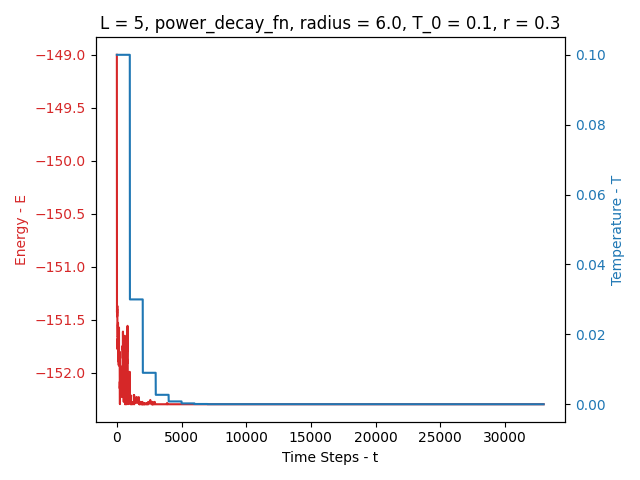 L = 5, power_decay_fn, radius = 6.0, T_0 = 0.1, r = 0.3
Energy - E
−149.0
−149.5
−150.0
−150.5
−151.0
−151.5
−152.0
0.10
0.08
0.06
0.04
0.02
0.00
Temperature - T
0 5000 10000 15000 20000 25000 30000
Time Steps - t